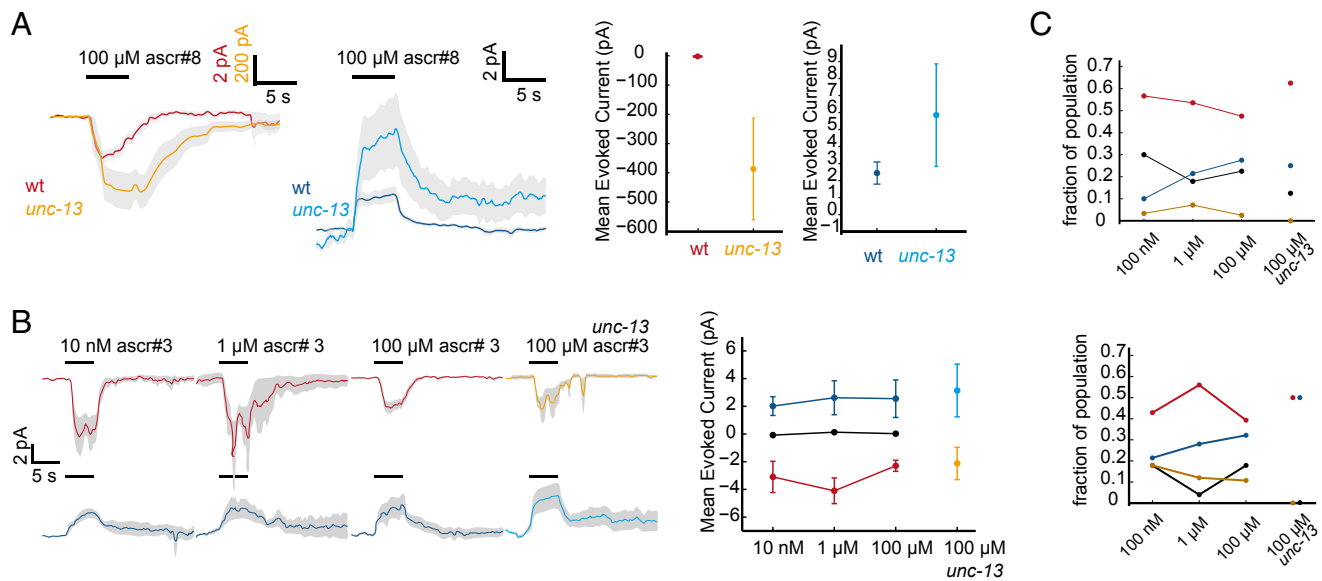 A
100 µM ascr#8
2 pA
200 pA
5 s
wt
unc-13
100 µM ascr#8
2 pA
5 s
wt
unc-13
Mean Evoked Current (pA)
0
−100
−200
−300
−400
−500
−600
wt
unc-13
Mean Evoked Current (pA)
9
8
7
6
5
4
3
2
1
0
−1
wt
unc-13
C
fraction of population
0.7
0.6
0.5
0.4
0.3
0.2
0.1
0
100 nM
1 µM
100 µM
100 µM
unc-13
B
10 nM ascr#3
1 µM ascr# 3
100 µM ascr# 3
unc-13
100 µM ascr#3
2 pA
5 s
Mean Evoked Current (pA)
6
4
2
0
−2
−4
−6
10 nM
1 µM
100 µM
100 µM
unc-13
fraction of population
0.7
0.6
0.5
0.4
0.3
0.2
0.1
0
100 nM
1 µM
100 µM
100 µM
unc-13